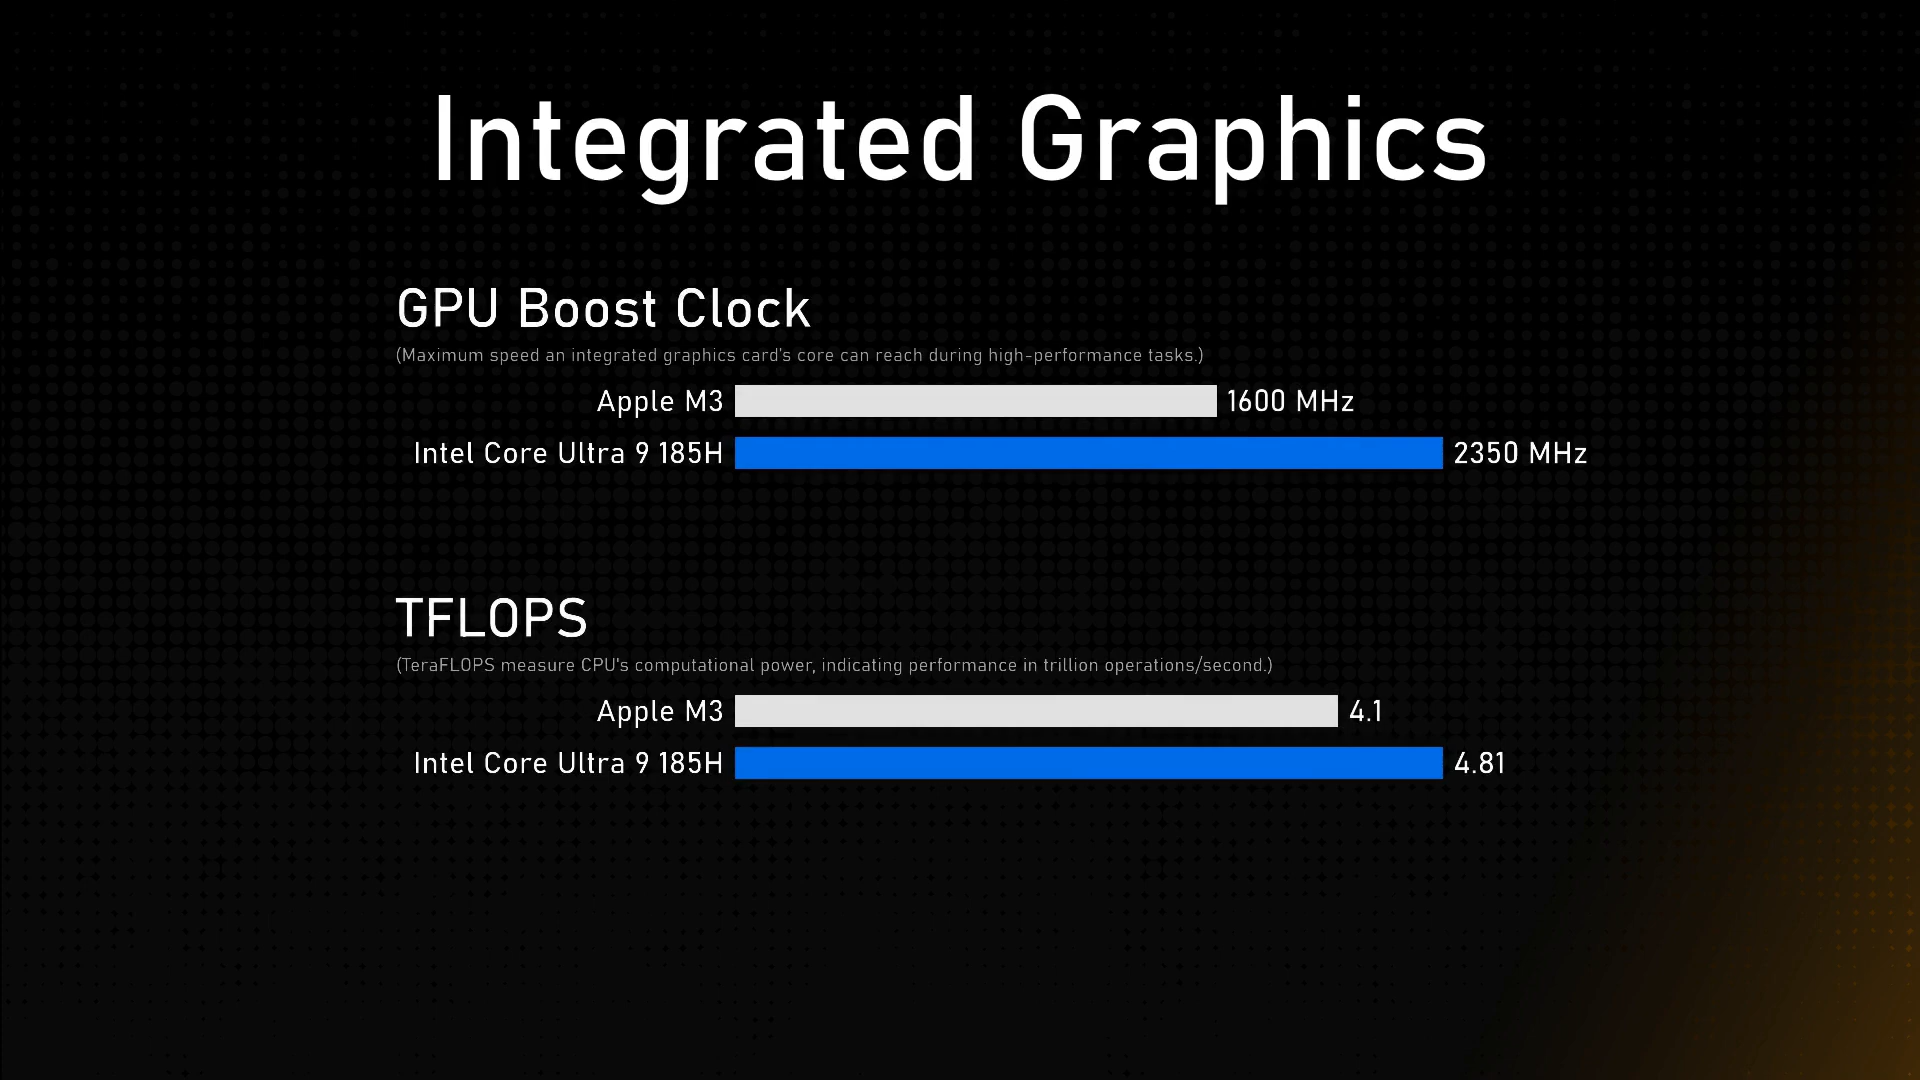 Integrated Graphics
GPU Boost Clock
(Maximum speed an integrated graphics card's core can reach during high-performance tasks.)
Apple M3 1600 MHz
Intel Core Ultra 9 185H 2350 MHz
TFLOPS
(TeraFLOPS measure CPU's computational power, indicating performance in trillion operations/second.)
Apple M3 4.1
Intel Core Ultra 9 185H 4.81